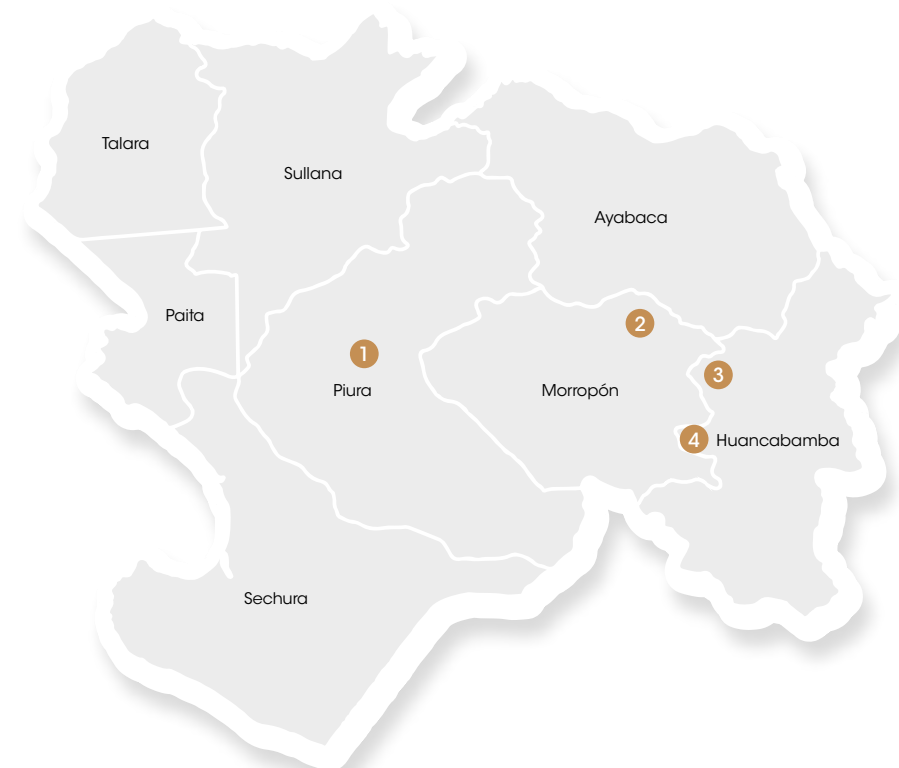 Talara
Sullana
Ayabaca
Paita
2
1
3
Piura
Morropón
4
Huancabamba
Sechura